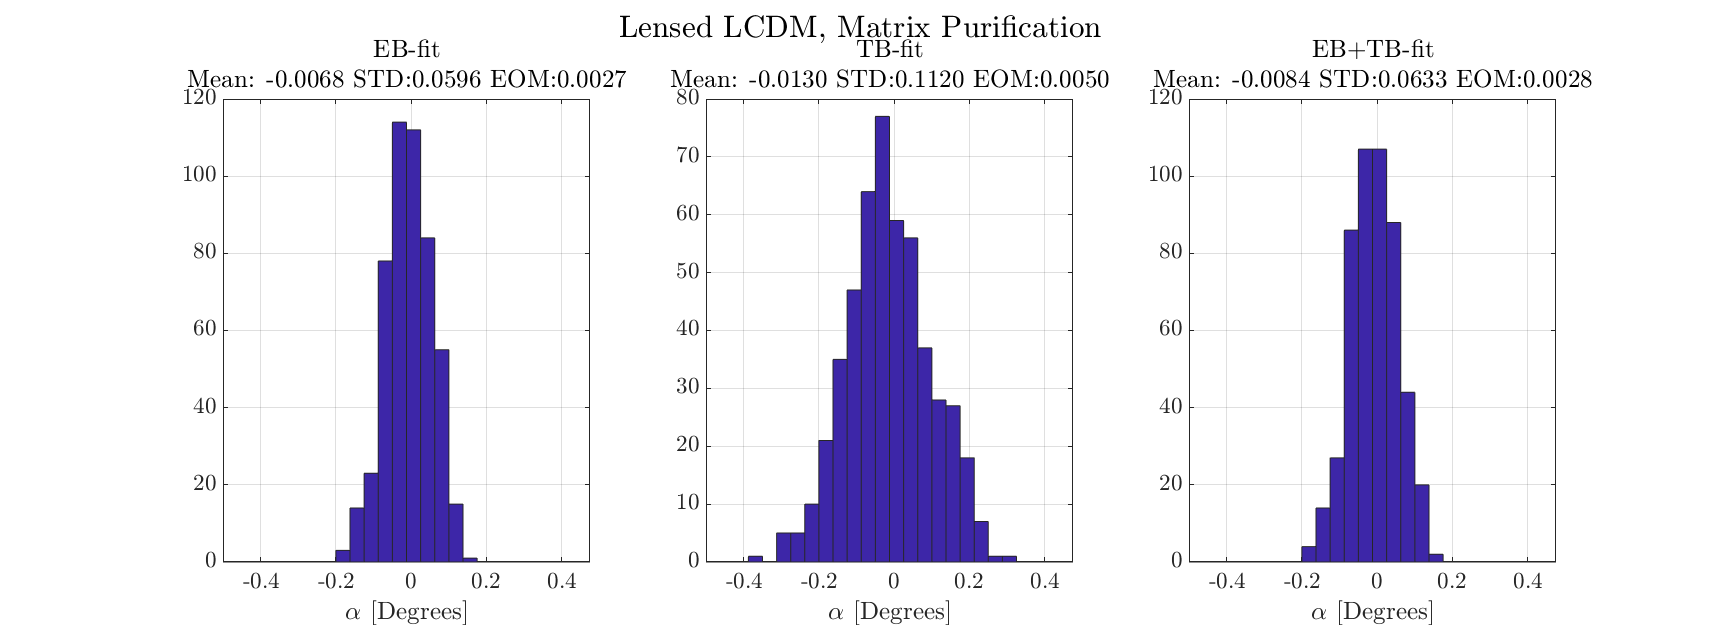 Lensed LCDM, Matrix Purification
EB-fit
Mean: -0.0068 STD:0.0596 EOM:0.0027
120
100
80
60
40
20
0
-0.4 -0.2 0 0.2 0.4
α [Degrees]
TB-fit
Mean: -0.0130 STD:0.1120 EOM:0.0050
80
70
60
50
40
30
20
10
0
-0.4 -0.2 0 0.2 0.4
α [Degrees]
EB+TB-fit
Mean: -0.0084 STD:0.0633 EOM:0.0028
120
100
80
60
40
20
0
-0.4 -0.2 0 0.2 0.4
α [Degrees]